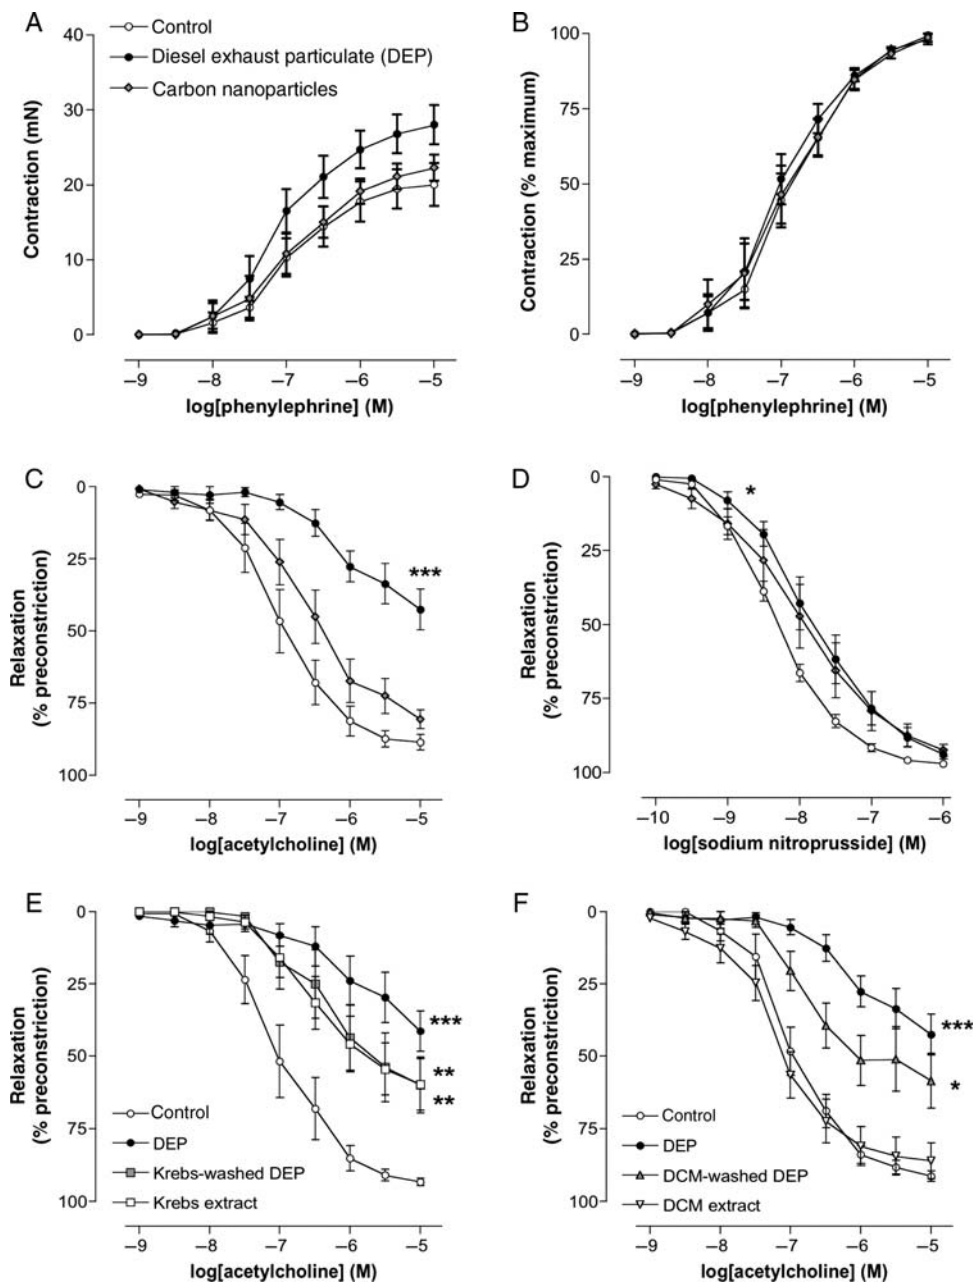 A
Control
Diesel exhaust particulate (DEP)
Carbon nanoparticles
Contraction (mN)
40
30
20
10
0
–9 –8 –7 –6 –5
log[phenylephrine] (M)
B
Contraction (% maximum)
100
75
50
25
0
–9 –8 –7 –6 –5
log[phenylephrine] (M)
C
Relaxation
(% preconstriction)
0
25
50
75
100
***
–9 –8 –7 –6 –5
log[acetylcholine] (M)
D
Relaxation
(% preconstriction)
0
25
50
75
100
*
–10 –9 –8 –7 –6
log[sodium nitroprusside] (M)
E
Relaxation
(% preconstriction)
0
25
50
75
100
***
**
**
Control
DEP
Krebs-washed DEP
Krebs extract
–9 –8 –7 –6 –5
log[acetylcholine] (M)
F
Relaxation
(% preconstriction)
0
25
50
75
100
***
*
Control
DEP
DCM-washed DEP
DCM extract
–9 –8 –7 –6 –5
log[acetylcholine] (M)